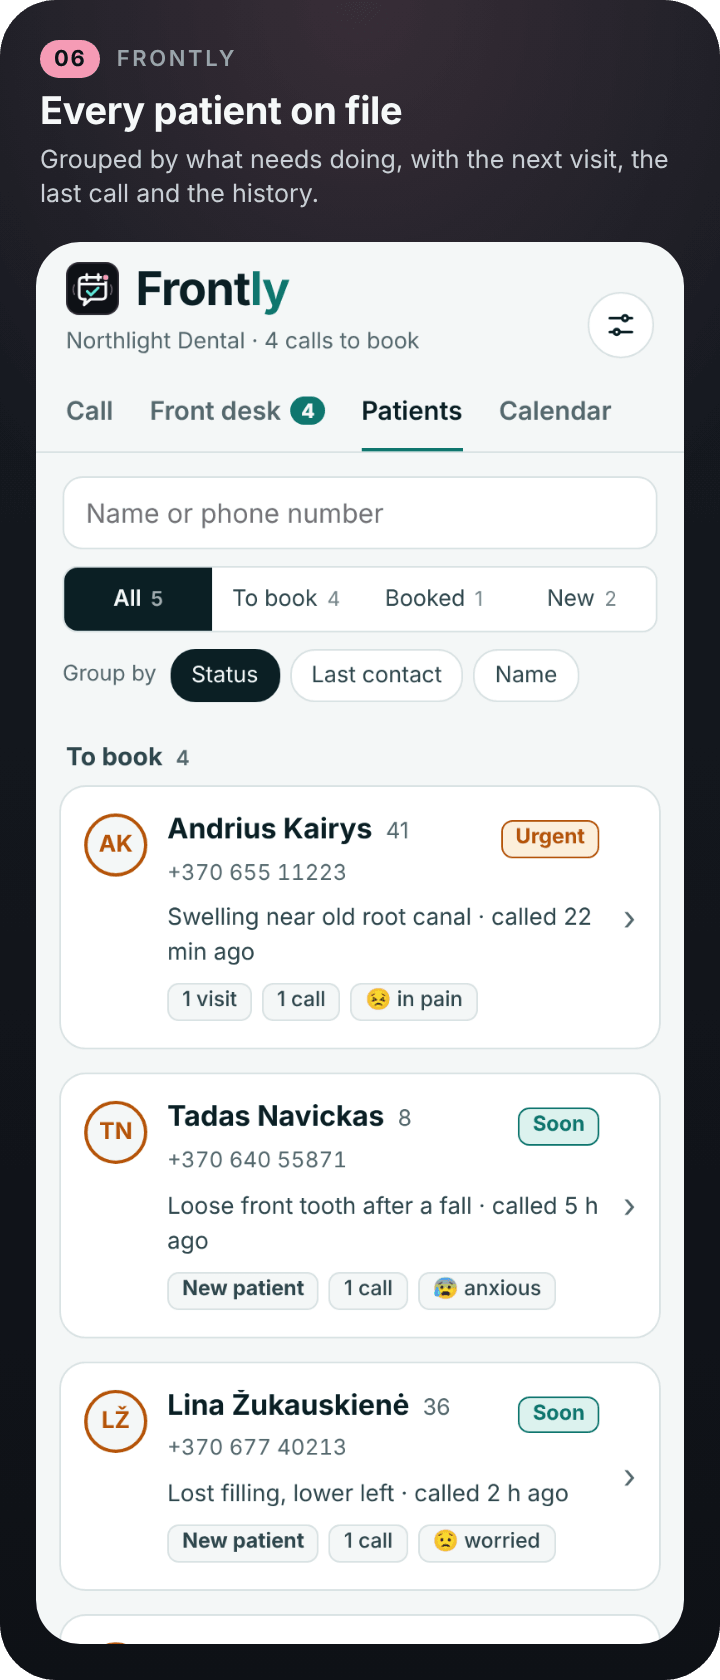 06 FRONTLY
Every patient on file
Grouped by what needs doing, with the next visit, the
last call and the history.
Frontly
Northlight Dental · 4 calls to book
Call Front desk 4 Patients Calendar
Name or phone number
All 5 To book 4 Booked 1 New 2
Group by Status Last contact Name
To book 4
AK Andrius Kairys 41 Urgent
+370 655 11223
Swelling near old root canal · called 22
min ago
1 visit 1 call 😣 in pain
TN Tadas Navickas 8 Soon
+370 640 55871
Loose front tooth after a fall · called 5 h
ago
New patient 1 call 😰 anxious
LŽ Lina Žukauskienė 36 Soon
+370 677 40213
Lost filling, lower left · called 2 h ago
New patient 1 call 😟 worried